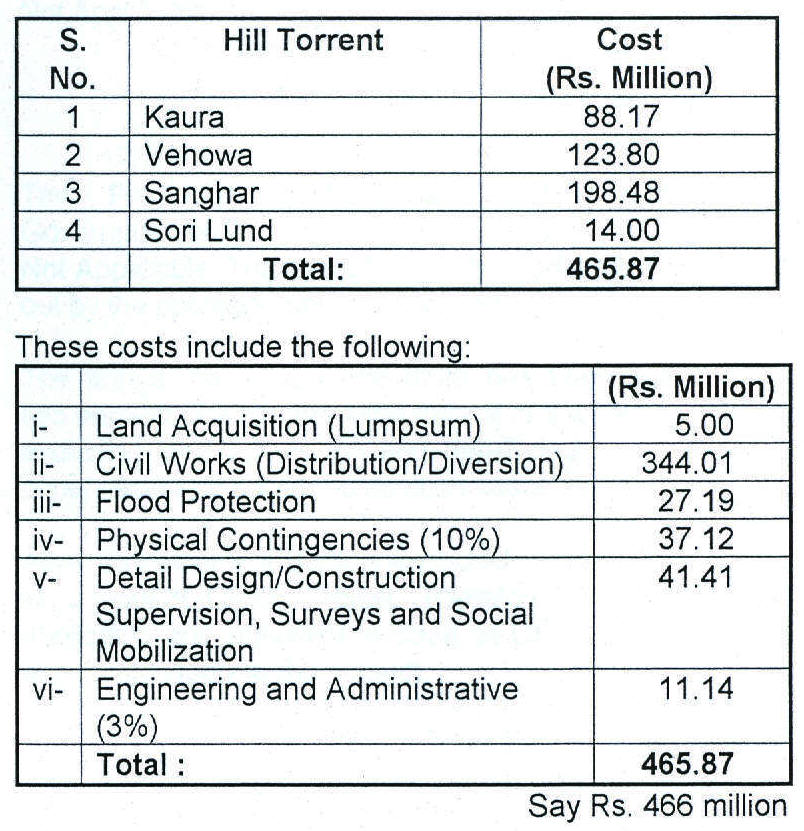 S. No. Hill Torrent Cost (Rs. Million)
1 Kaura 88.17
2 Vehowa 123.80
3 Sanghar 198.48
4 Sori Lund 14.00
Total: 465.87
These costs include the following:
(Rs. Million)
i- Land Acquisition (Lumpsum) 5.00
ii- Civil Works (Distribution/Diversion) 344.01
iii- Flood Protection 27.19
iv- Physical Contingencies (10%) 37.12
v- Detail Design/Construction 41.41
Supervision, Surveys and Social
Mobilization
vi- Engineering and Administrative 11.14
(3%)
Total : 465.87
Say Rs. 466 million